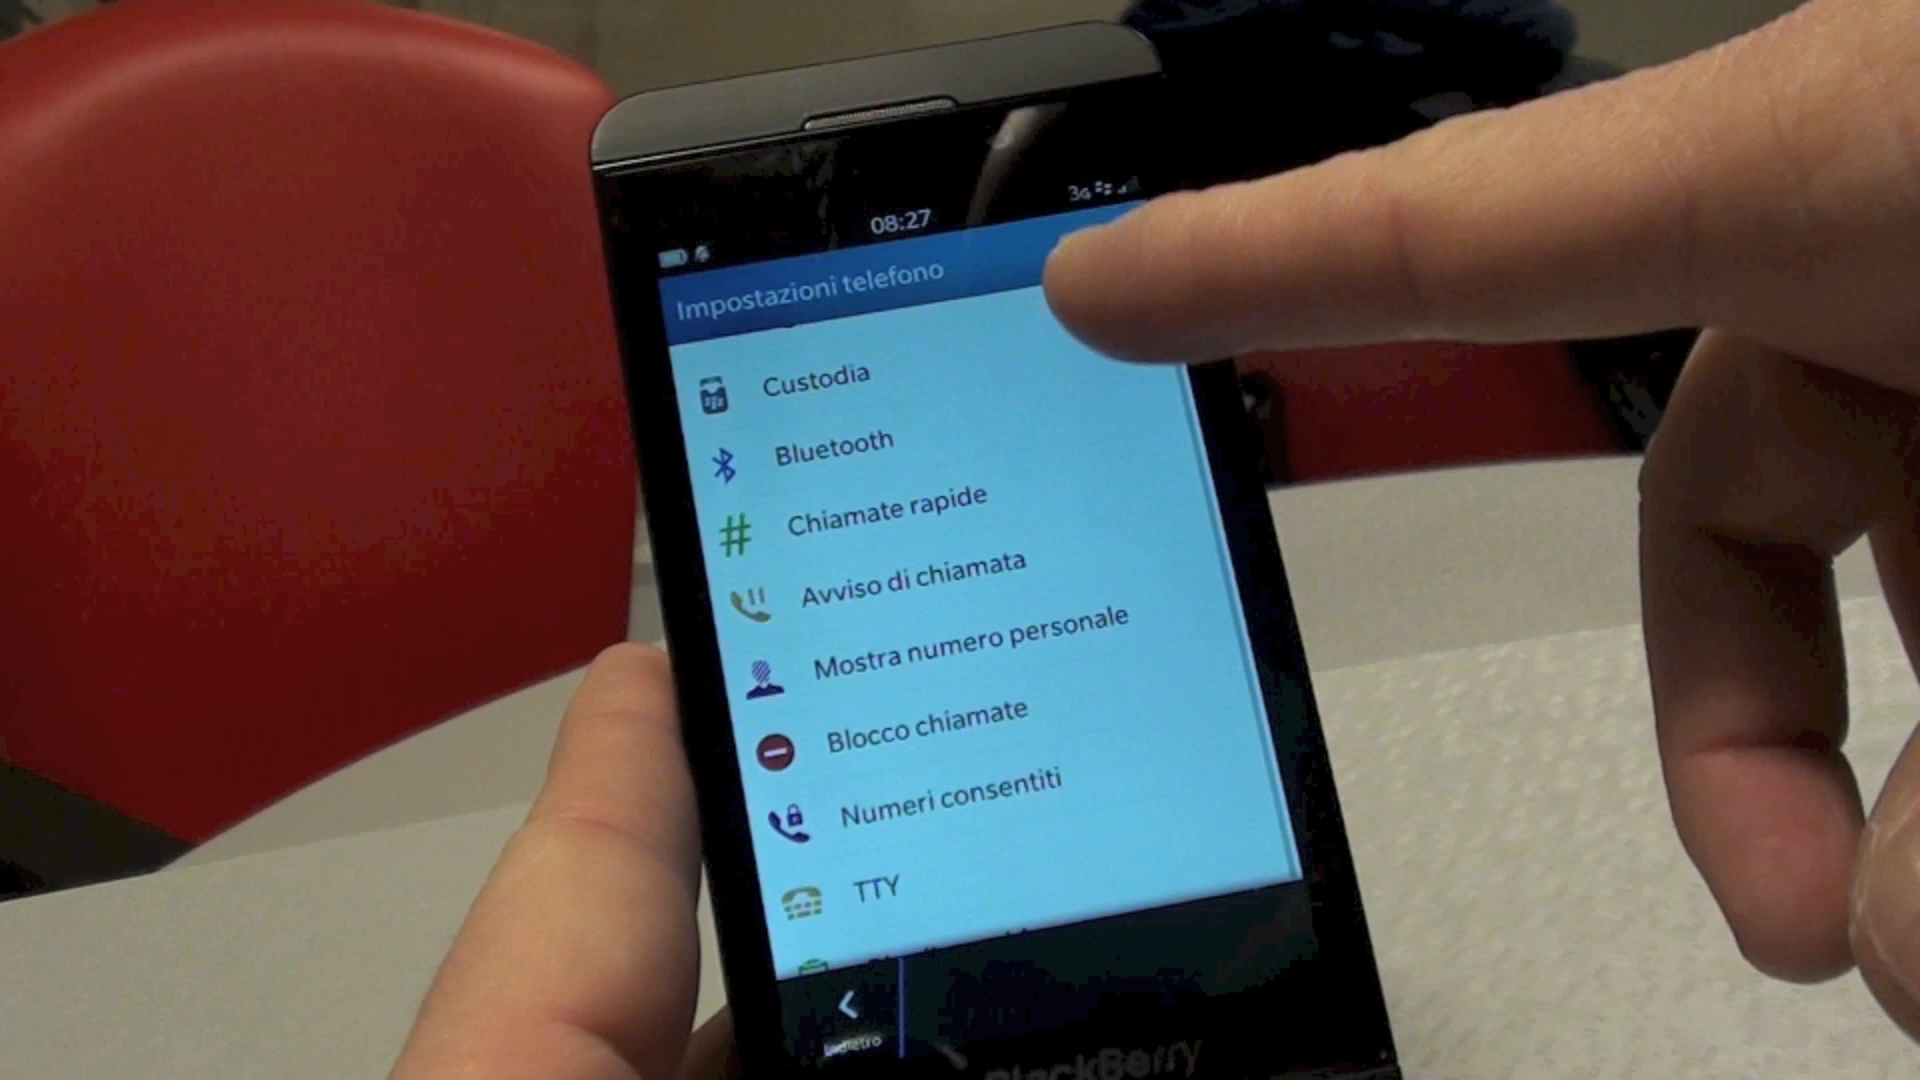 3G
08:27
Impostazioni telefono
Custodia
Bluetooth
Chiamate rapide
Avviso di chiamata
Mostra numero personale
Blocco chiamate
Numeri consentiti
TTY
Indietro
BlackBerry